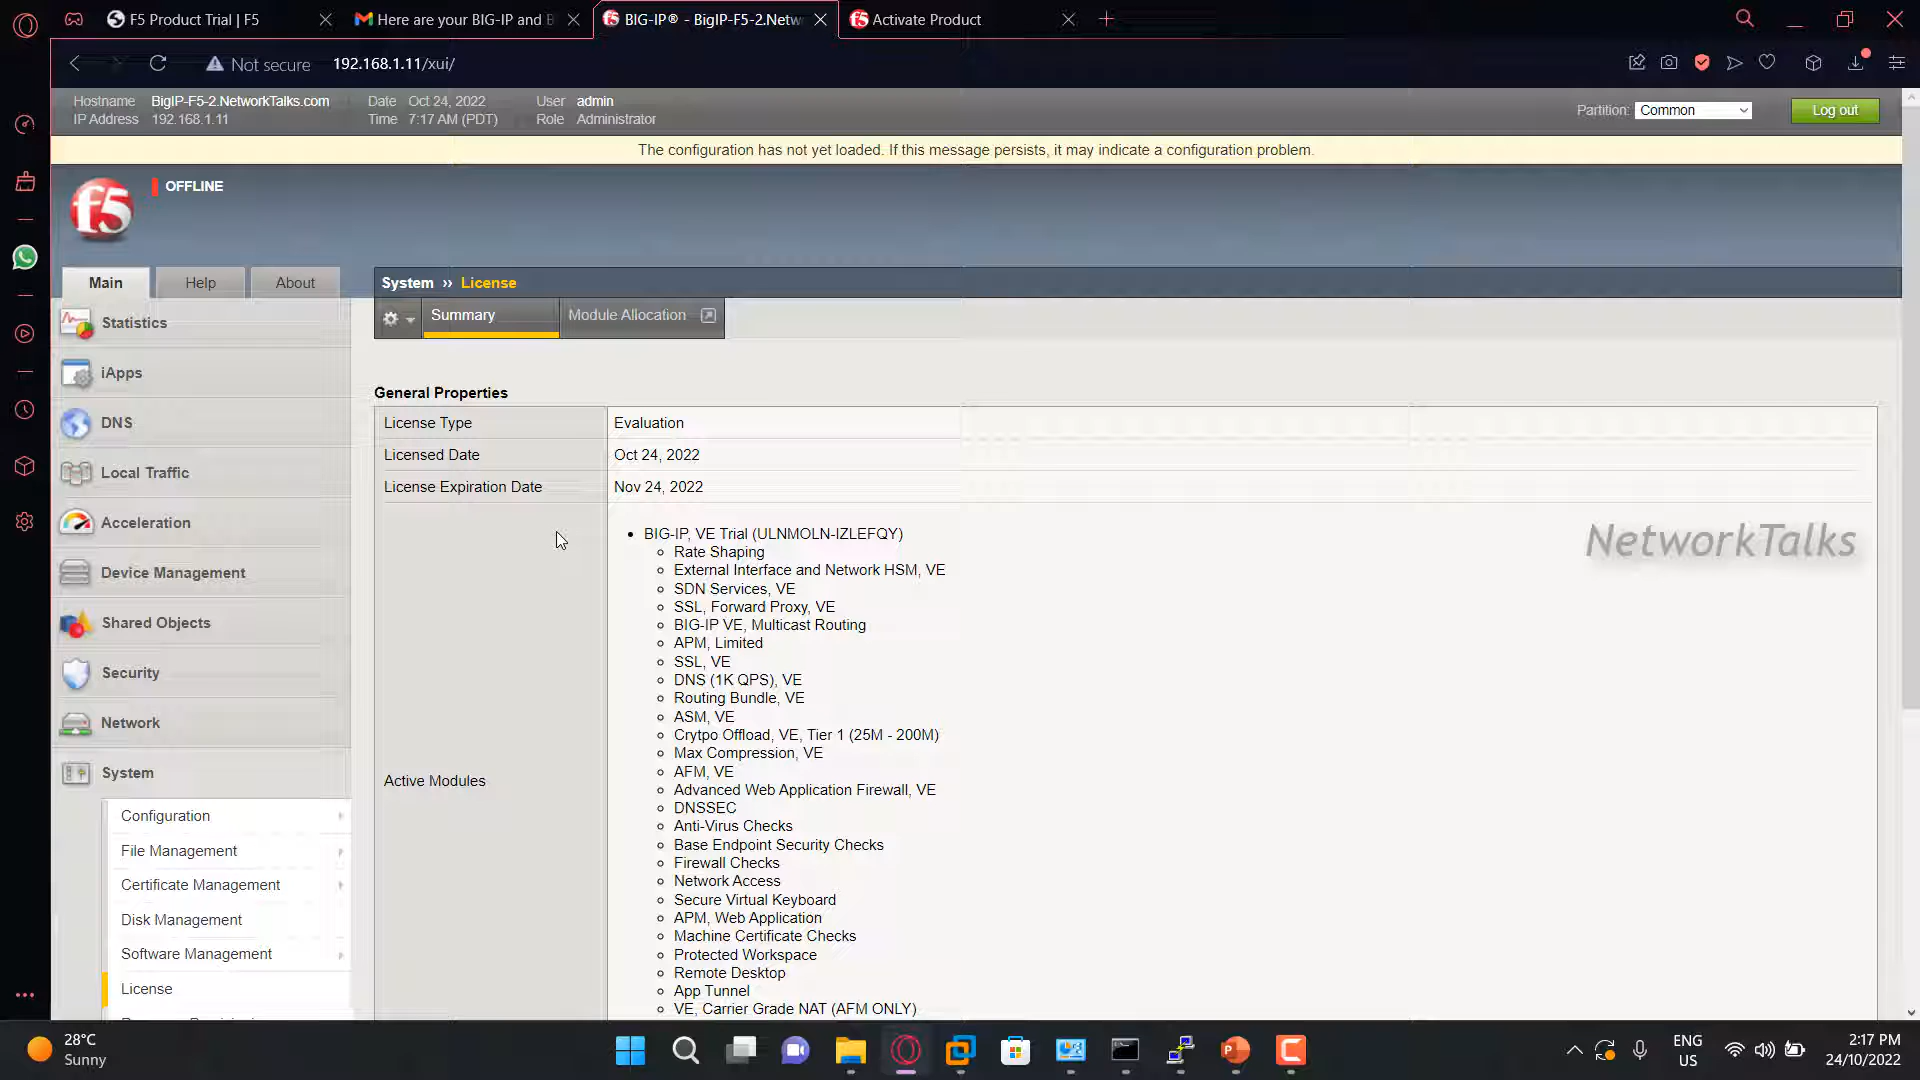 F5 Product Trial | F5
Here are your BIG-IP and B
BIG-IP® - BigIP-F5-2.Netw
Activate Product
Not secure 192.168.1.11/xui/
Hostname BigIP-F5-2.NetworkTalks.com Date Oct 24, 2022 User admin
IP Address 192.168.1.11 Time 7:17 AM (PDT) Role Administrator
Partition: Common
Log out
The configuration has not yet loaded. If this message persists, it may indicate a configuration problem.
f5
OFFLINE
Main Help About
System ›› License
Summary Module Allocation
Statistics
iApps
DNS
Local Traffic
Acceleration
Device Management
Shared Objects
Security
Network
System
Configuration
File Management
Certificate Management
Disk Management
Software Management
License
General Properties
License Type Evaluation
Licensed Date Oct 24, 2022
License Expiration Date Nov 24, 2022
Active Modules
• BIG-IP, VE Trial (ULNMOLN-IZLEFQY)
Rate Shaping
External Interface and Network HSM, VE
SDN Services, VE
SSL, Forward Proxy, VE
BIG-IP VE, Multicast Routing
APM, Limited
SSL, VE
DNS (1K QPS), VE
Routing Bundle, VE
ASM, VE
Crytpo Offload, VE, Tier 1 (25M - 200M)
Max Compression, VE
AFM, VE
Advanced Web Application Firewall, VE
DNSSEC
Anti-Virus Checks
Base Endpoint Security Checks
Firewall Checks
Network Access
Secure Virtual Keyboard
APM, Web Application
Machine Certificate Checks
Protected Workspace
Remote Desktop
App Tunnel
VE, Carrier Grade NAT (AFM ONLY)
NetworkTalks
28°C
Sunny
ENG
US
2:17 PM
24/10/2022